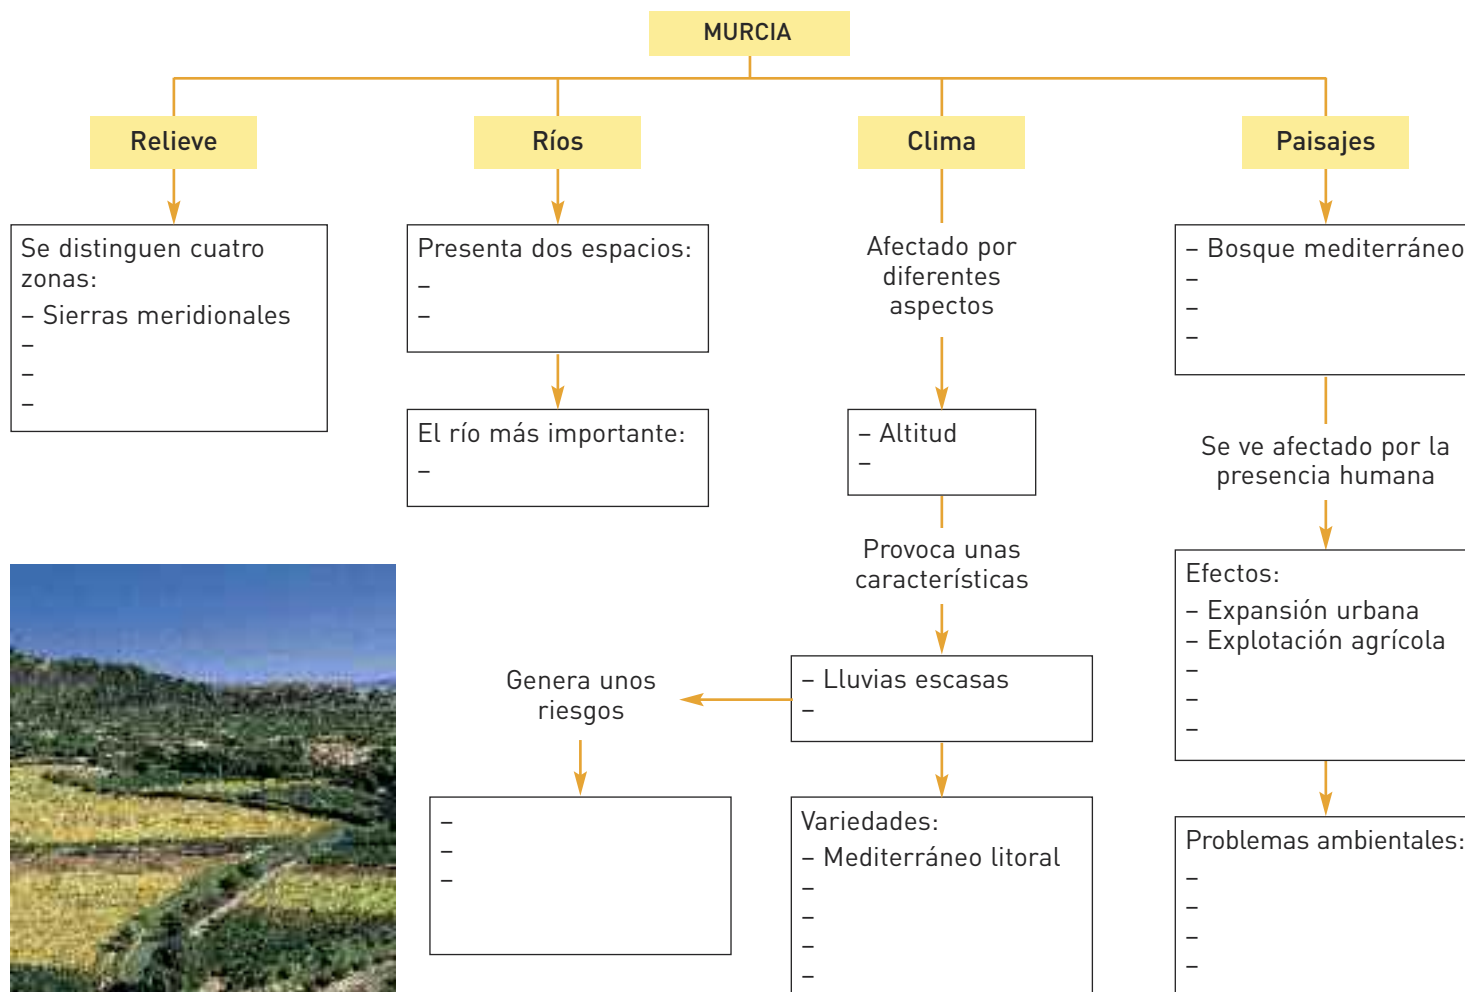 MURCIA
Relieve
Se distinguen cuatro
zonas:
– Sierras meridionales
–
–
–
Ríos
Presenta dos espacios:
–
–
El río más importante:
–
Clima
Afectado por
diferentes
aspectos
– Altitud
–
Provoca unas
características
– Lluvias escasas
–
Genera unos
riesgos
–
–
–
Variedades:
– Mediterráneo litoral
–
–
–
–
Paisajes
– Bosque mediterráneo
–
–
–
Se ve afectado por la
presencia humana
Efectos:
– Expansión urbana
– Explotación agrícola
–
–
–
Problemas ambientales:
–
–
–
–